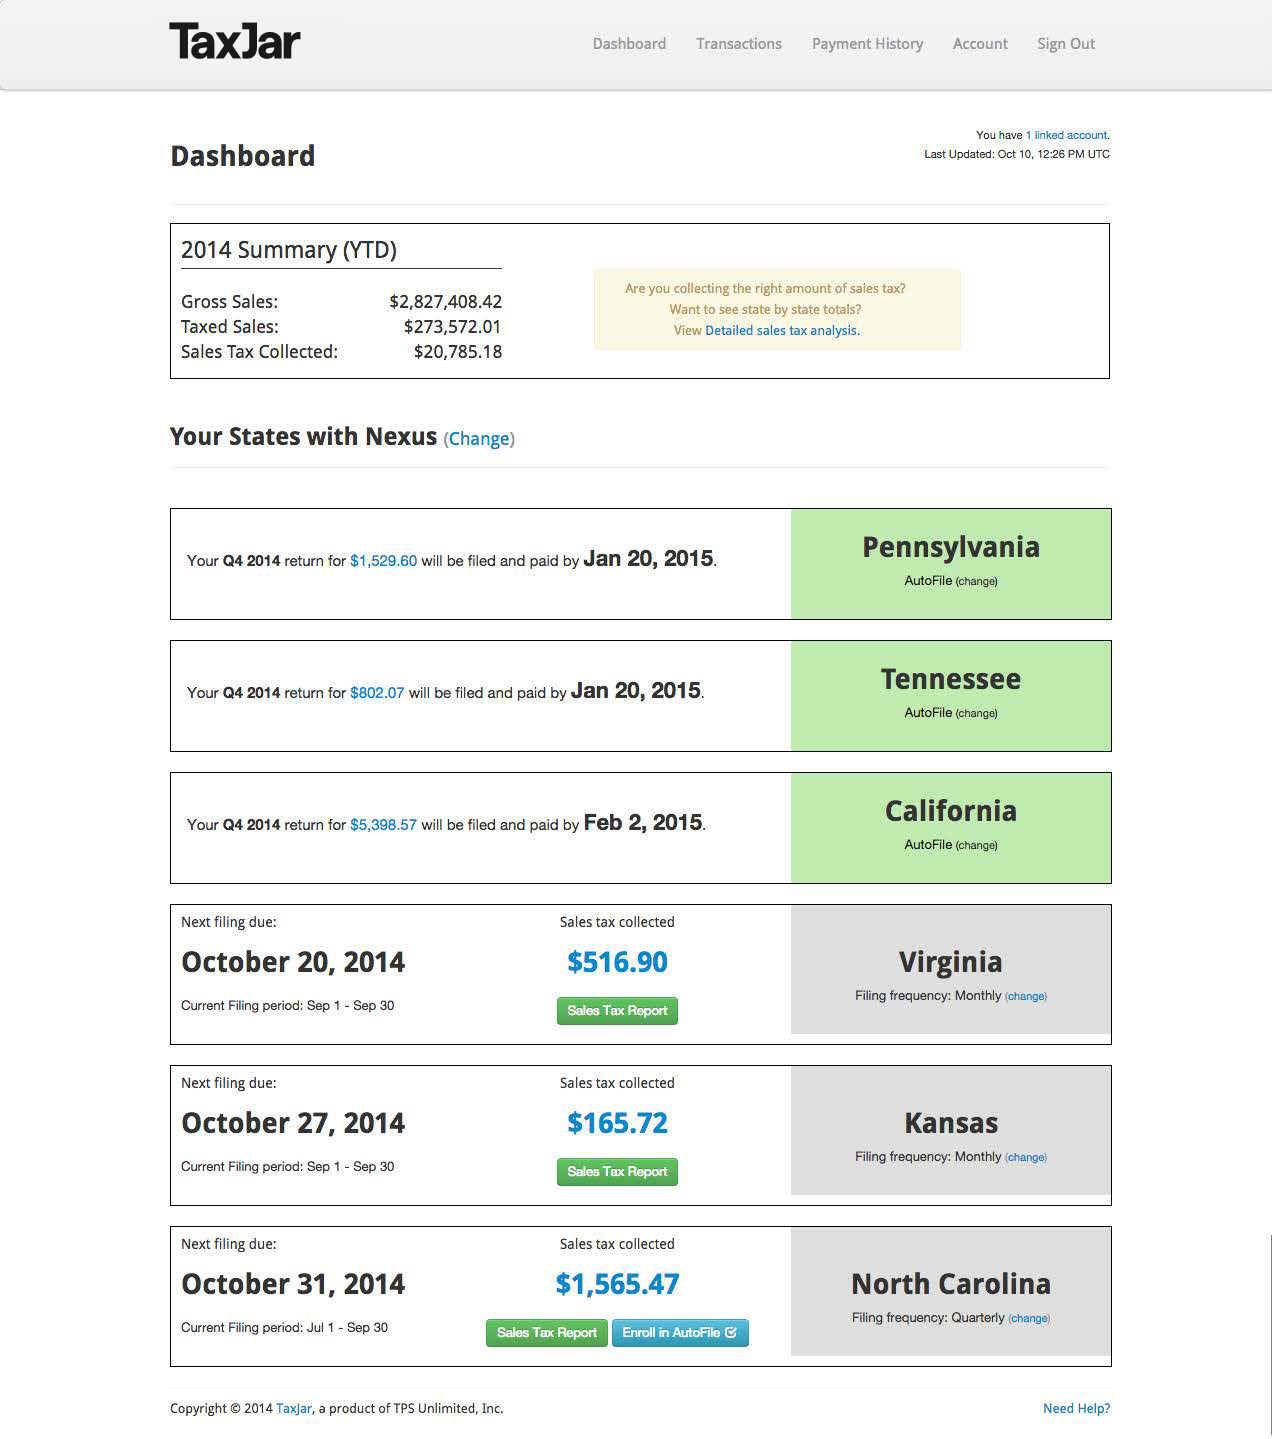 TaxJar
Dashboard Transactions Payment History Account Sign Out
You have 1 linked account.
Last Updated: Oct 10, 12:26 PM UTC
Dashboard
2014 Summary (YTD)
Gross Sales: $2,827,408.42
Taxed Sales: $273,572.01
Sales Tax Collected: $20,785.18
Are you collecting the right amount of sales tax?
Want to see state by state totals?
View Detailed sales tax analysis.
Your States with Nexus (Change)
Your Q4 2014 return for $1,529.60 will be filed and paid by Jan 20, 2015.
Pennsylvania
AutoFile (change)
Your Q4 2014 return for $802.07 will be filed and paid by Jan 20, 2015.
Tennessee
AutoFile (change)
Your Q4 2014 return for $5,398.57 will be filed and paid by Feb 2, 2015.
California
AutoFile (change)
Next filing due:
October 20, 2014
Current Filing period: Sep 1 - Sep 30
Sales tax collected
$516.90
Sales Tax Report
Virginia
Filing frequency: Monthly (change)
Next filing due:
October 27, 2014
Current Filing period: Sep 1 - Sep 30
Sales tax collected
$165.72
Sales Tax Report
Kansas
Filing frequency: Monthly (change)
Next filing due:
October 31, 2014
Current Filing period: Jul 1 - Sep 30
Sales tax collected
$1,565.47
Sales Tax Report Enroll in AutoFile
North Carolina
Filing frequency: Quarterly (change)
Copyright © 2014 TaxJar, a product of TPS Unlimited, Inc.
Need Help?